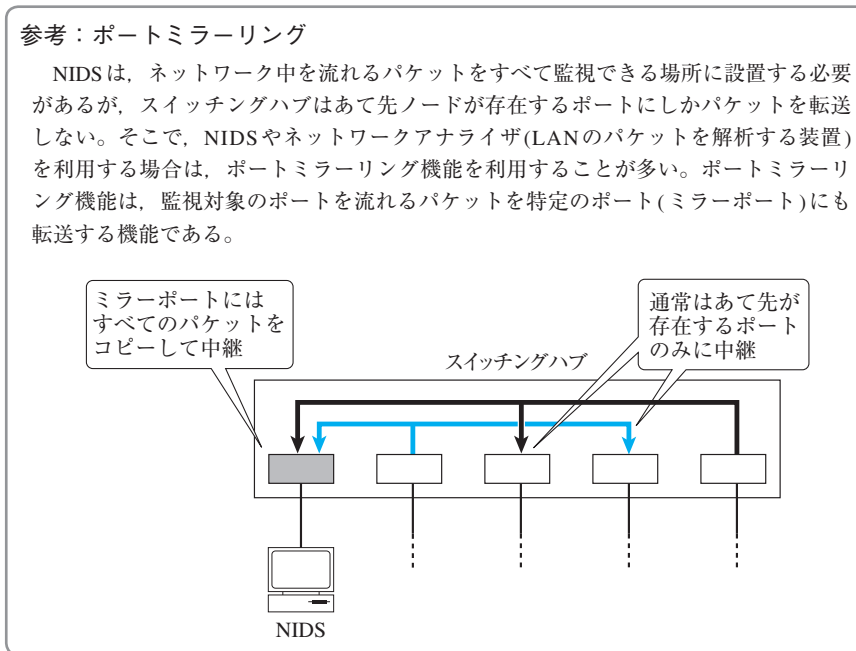 参考:ポートミラーリング
NIDSは,ネットワーク中を流れるパケットをすべて監視できる場所に設置する必要
があるが,スイッチングハブはあて先ノードが存在するポートにしかパケットを転送
しない。そこで,NIDSやネットワークアナライザ(LANのパケットを解析する装置)
を利用する場合は,ポートミラーリング機能を利用することが多い。ポートミラーリ
ング機能は,監視対象のポートを流れるパケットを特定のポート(ミラーポート)にも
転送する機能である。
ミラーポートには
すべてのパケットを
コピーして中継
通常はあて先が
存在するポート
のみに中継
スイッチングハブ
NIDS